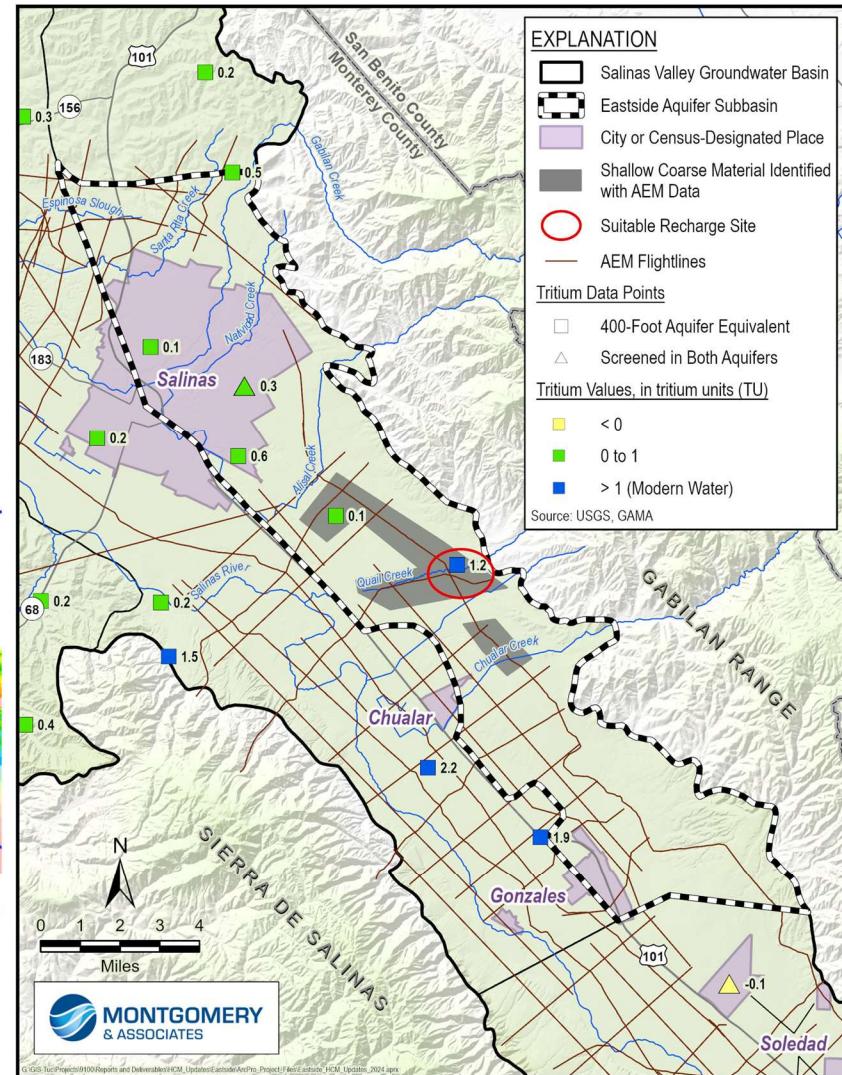 EXPLANATION
Salinas Valley Groundwater Basin
Eastside Aquifer Subbasin
City or Census-Designated Place
Shallow Coarse Material Identified
with AEM Data
Suitable Recharge Site
AEM Flightlines
Tritium Data Points
400-Foot Aquifer Equivalent
Screened in Both Aquifers
Tritium Values, in tritium units (TU)
< 0
0 to 1
> 1 (Modern Water)
Source: USGS, GAMA
101
0.2
San Benito County
Monterey County
156
0.3
Gabilan Creek
0.5
Espinosa Slough
Santa Rita Creek
Natividad Creek
183
0.1
Salinas
0.3
0.2
0.6
Alisal Creek
0.1
1.2
Quail Creek
GABILAN RANGE
68
0.2
0.2
Salinas River
1.5
Chualar Creek
0.4
Chualar
2.2
N
SIERRA DE SALINAS
1.9
Gonzales
0 1 2 3 4
Miles
101
-0.1
Soledad
MONTGOMERY
& ASSOCIATES